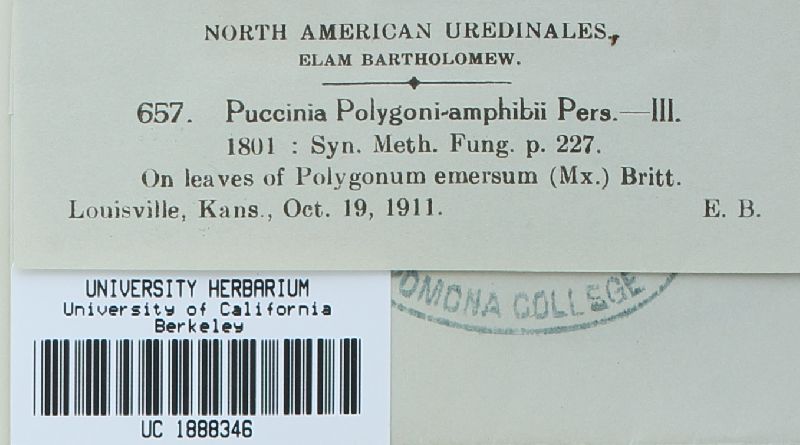 NORTH AMERICAN UREDINALES,
ELAM BARTHOLOMEW.
657. Puccinia Polygoni-amphibii Pers.—III.
1801 : Syn. Meth. Fung. p. 227.
On leaves of Polygonum emersum (Mx.) Britt.
Louisville, Kans., Oct. 19, 1911. E. B.
POMONA COLLEGE
UNIVERSITY HERBARIUM
University of California
Berkeley
UC 1888346